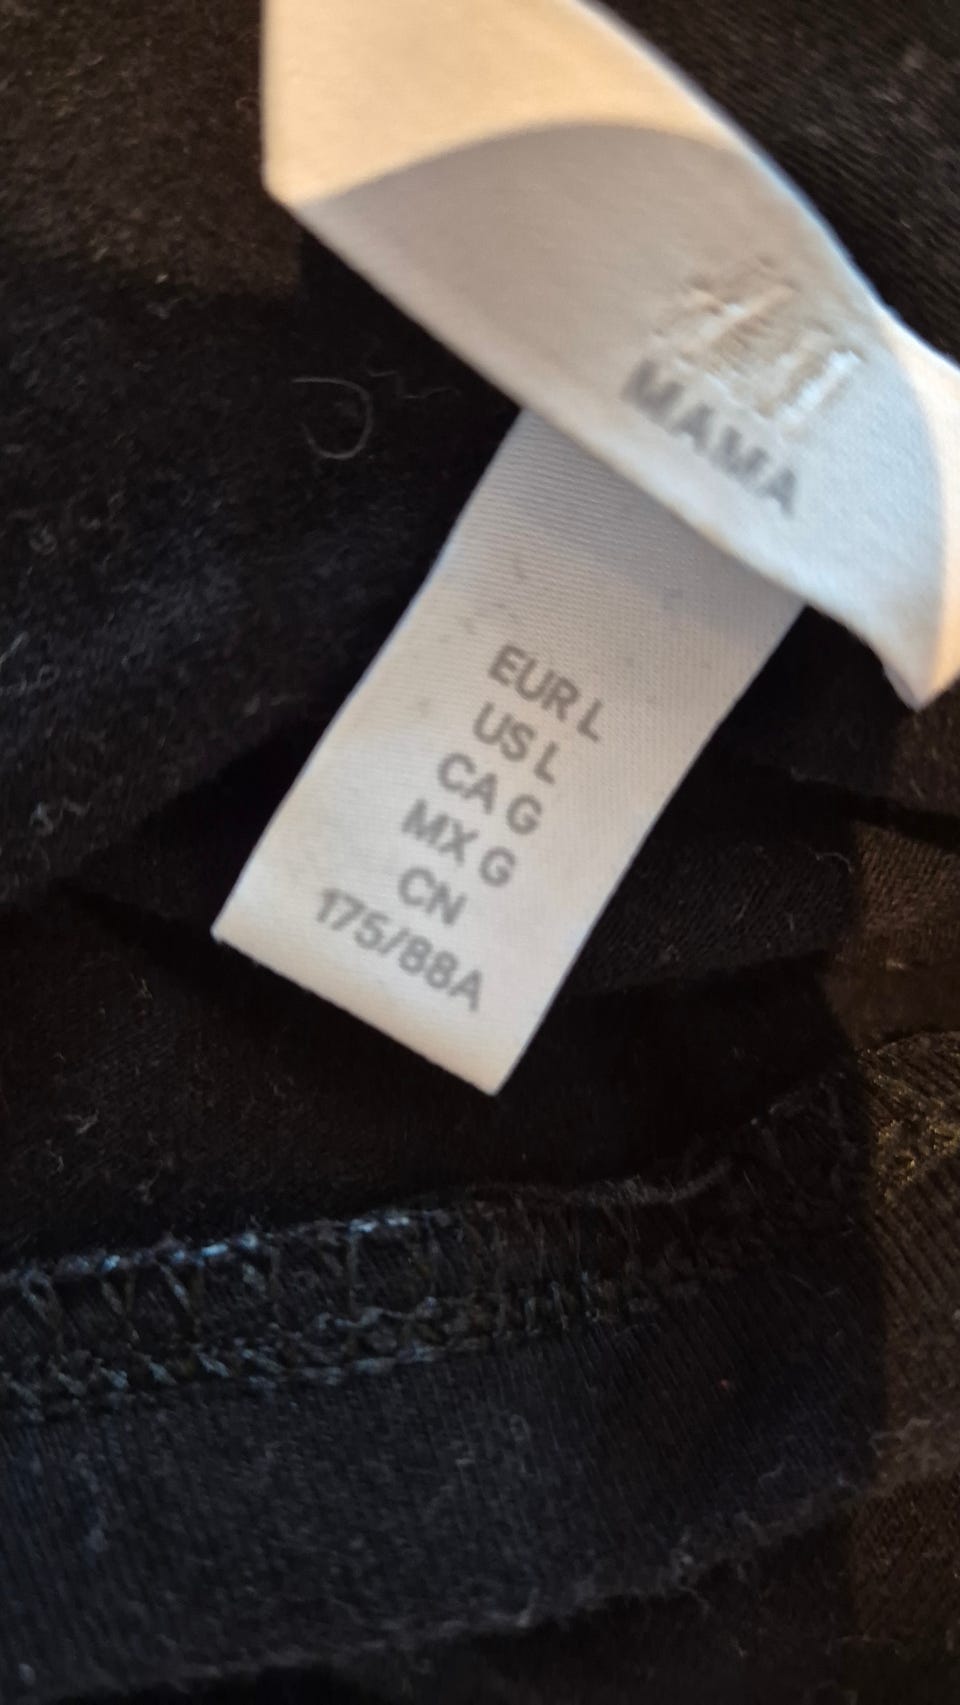 MAMA
EUR L
US L
CA G
MX G
CN
175/88A